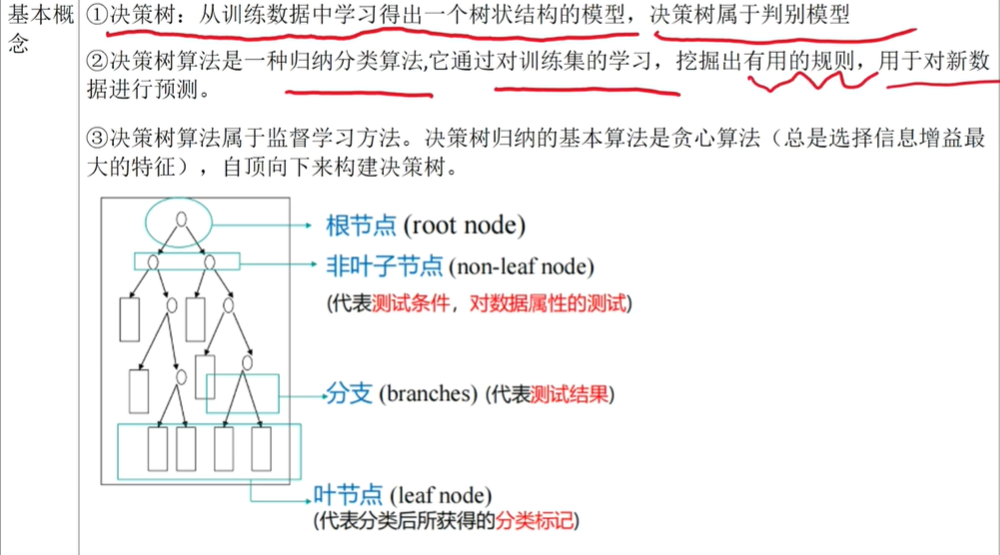 基本概念
①决策树：从训练数据中学习得出一个树状结构的模型，决策树属于判别模型
②决策树算法是一种归纳分类算法,它通过对训练集的学习，挖掘出有用的规则，用于对新数
据进行预测。
③决策树算法属于监督学习方法。决策树归纳的基本算法是贪心算法（总是选择信息增益最
大的特征），自顶向下来构建决策树。
根节点 (root node)
非叶子节点 (non-leaf node)
(代表测试条件，对数据属性的测试)
分支 (branches) (代表测试结果)
叶节点 (leaf node)
(代表分类后所获得的分类标记)